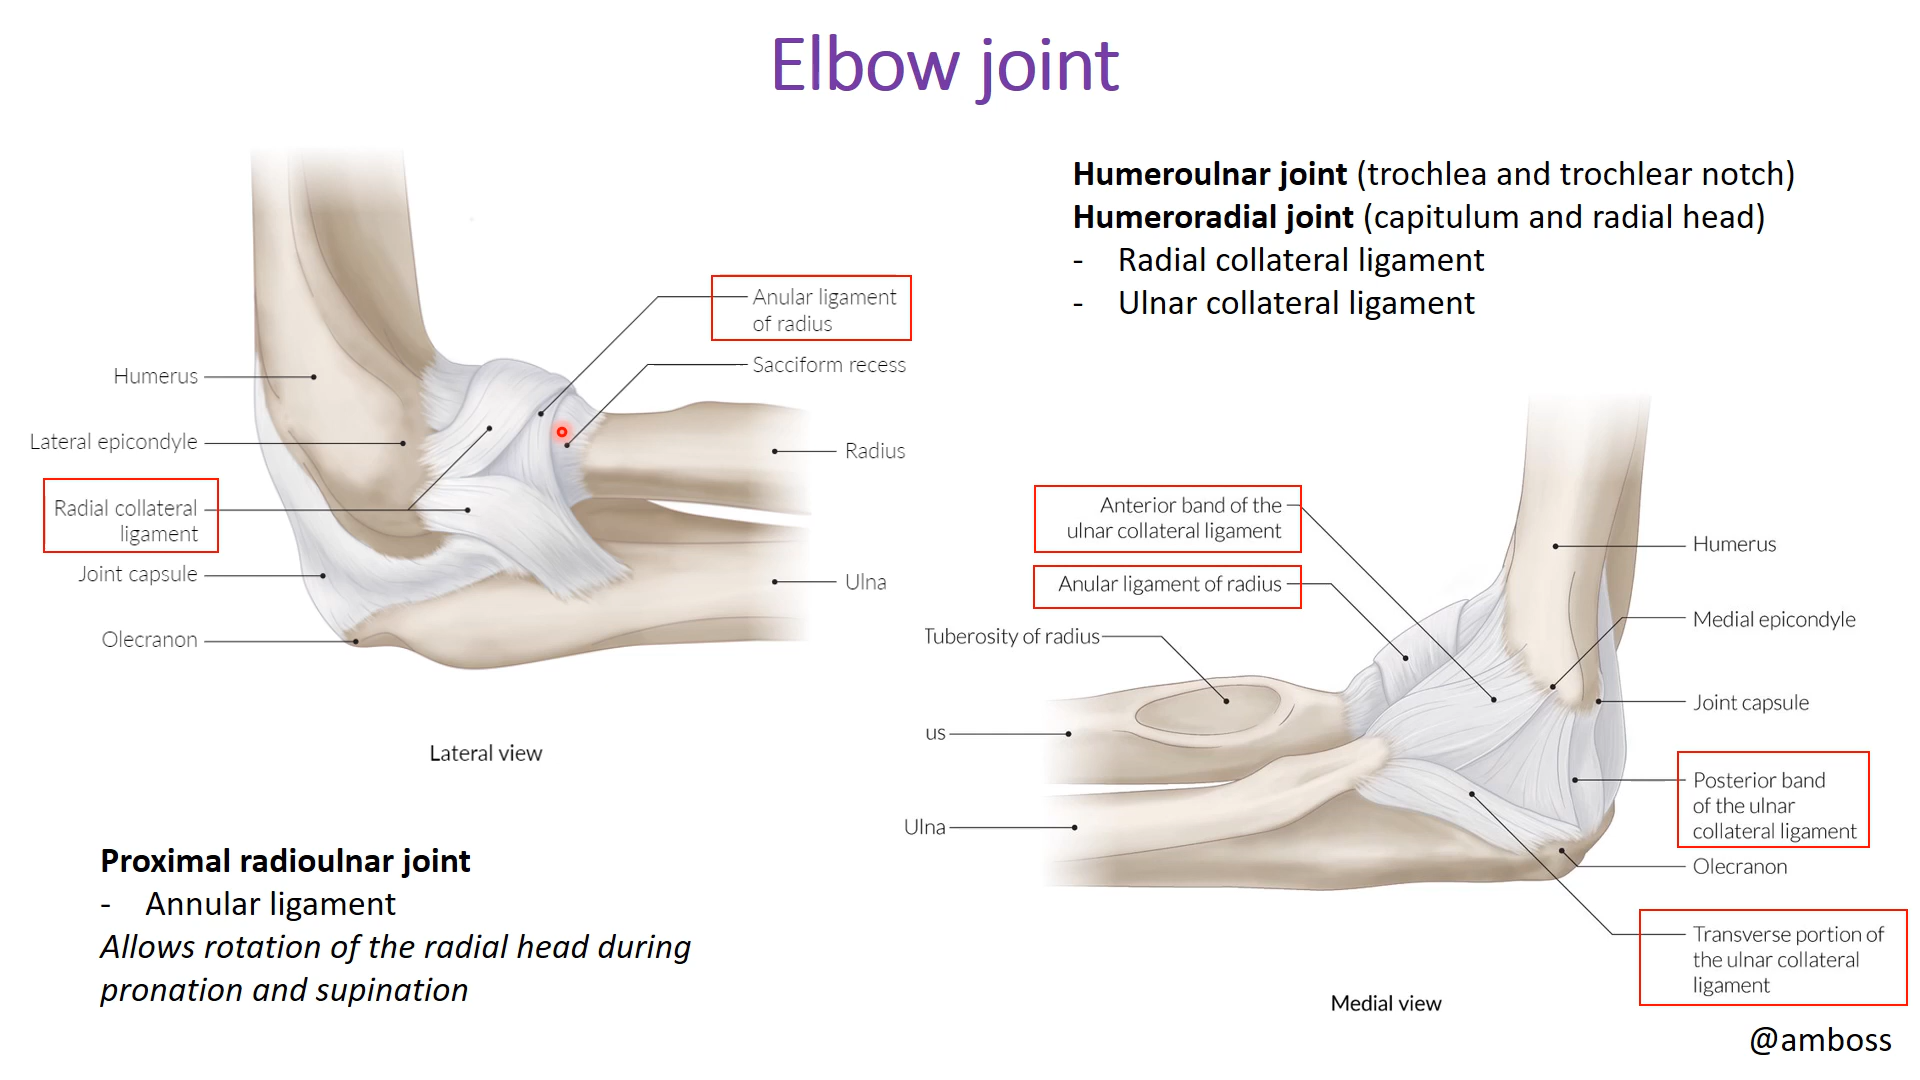 Elbow joint
Humeroulnar joint (trochlea and trochlear notch)
Humeroradial joint (capitulum and radial head)
- Radial collateral ligament
- Ulnar collateral ligament
Anular ligament
of radius
Sacciform recess
Humerus
Lateral epicondyle
Radius
Radial collateral
ligament
Joint capsule
Ulna
Olecranon
Lateral view
Anterior band of the
ulnar collateral ligament
Anular ligament of radius
Tuberosity of radius
us
Ulna
Humerus
Medial epicondyle
Joint capsule
Posterior band
of the ulnar
collateral ligament
Olecranon
Transverse portion of
the ulnar collateral
ligament
Medial view
Proximal radioulnar joint
- Annular ligament
Allows rotation of the radial head during
pronation and supination
@amboss